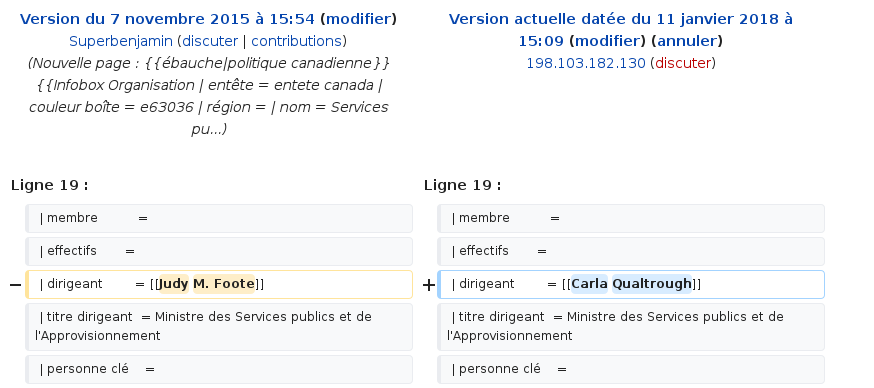 Version du 7 novembre 2015 à 15:54 (modifier)
Superbenjamin (discuter | contributions)
(Nouvelle page : {{ébauche|politique canadienne}}
{{Infobox Organisation | entête = entete canada |
couleur boîte = e63036 | région = | nom = Services
pu...)
Version actuelle datée du 11 janvier 2018 à
15:09 (modifier) (annuler)
198.103.182.130 (discuter)
Ligne 19 :
Ligne 19 :
| membre =
| membre =
| effectifs =
| effectifs =
− | dirigeant = [[Judy M. Foote]]
+ | dirigeant = [[Carla Qualtrough]]
| titre dirigeant = Ministre des Services publics et de
l'Approvisionnement
| titre dirigeant = Ministre des Services publics et de
l'Approvisionnement
| personne clé =
| personne clé =